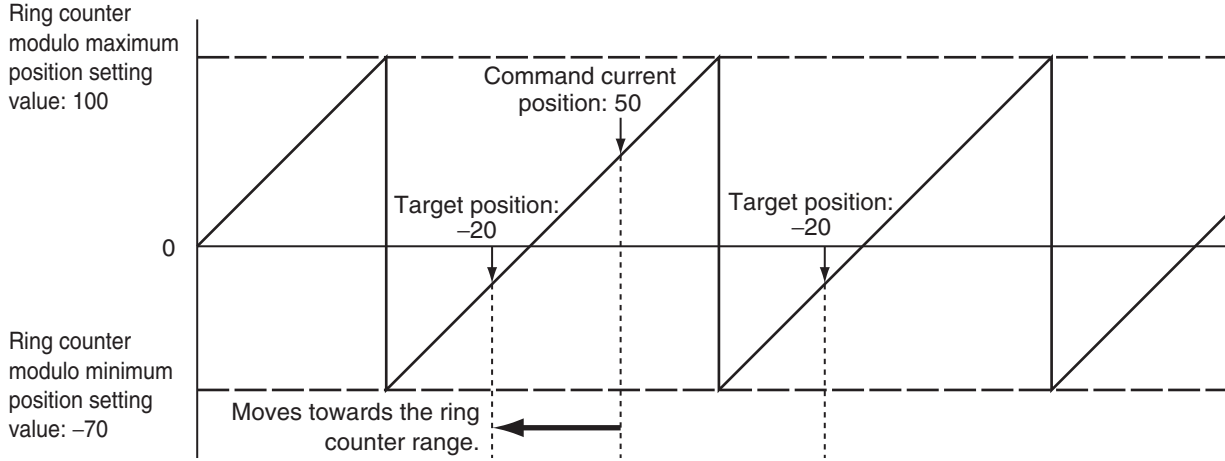 Ring counter
modulo maximum
position setting
value: 100
Command current
position: 50
Target position:
–20
Target position:
–20
0
Ring counter
modulo minimum
position setting
value: –70
Moves towards the ring
counter range.